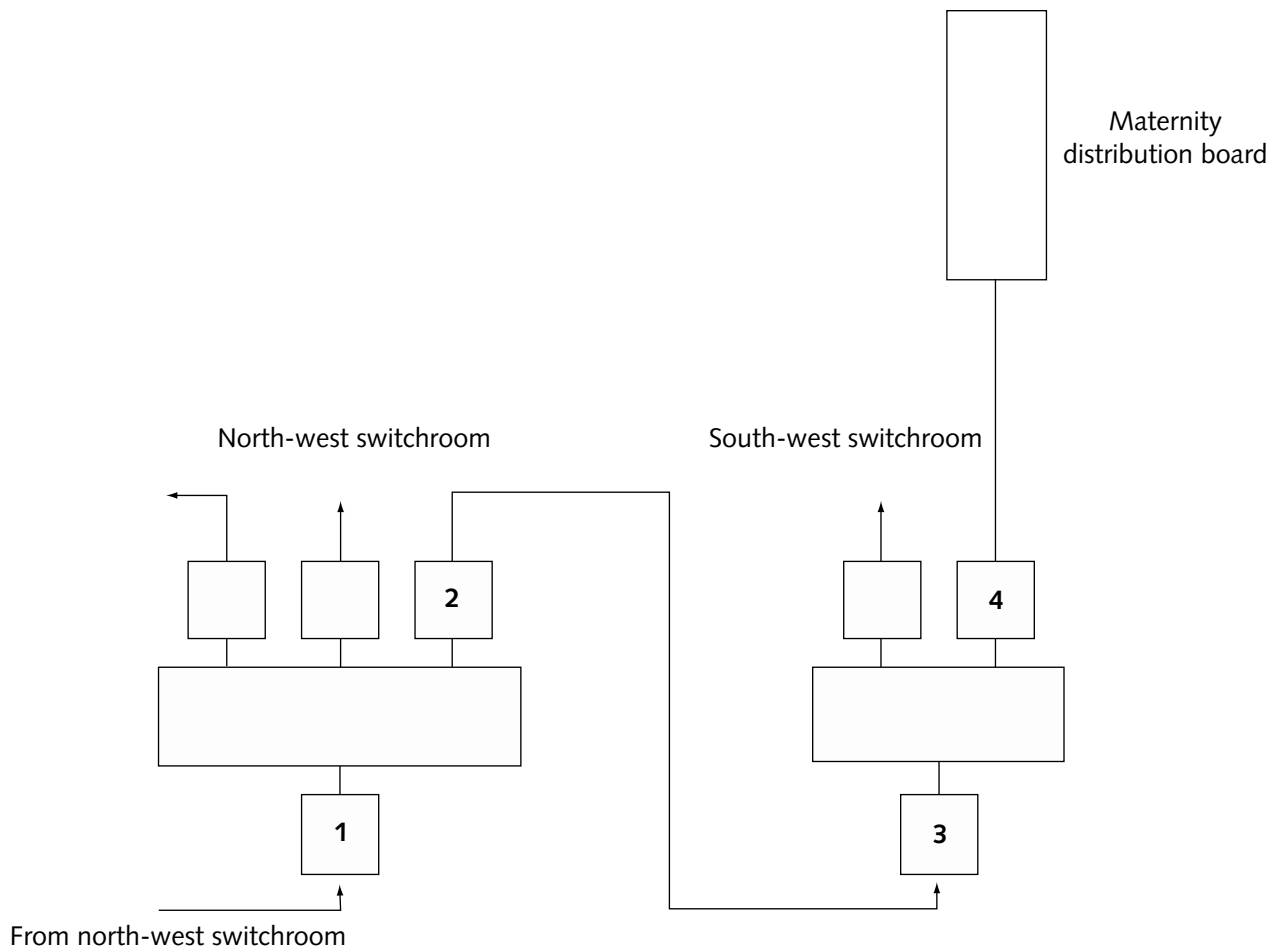 Maternity
distribution board
North-west switchroom
South-west switchroom
2
4
1
3
From north-west switchroom